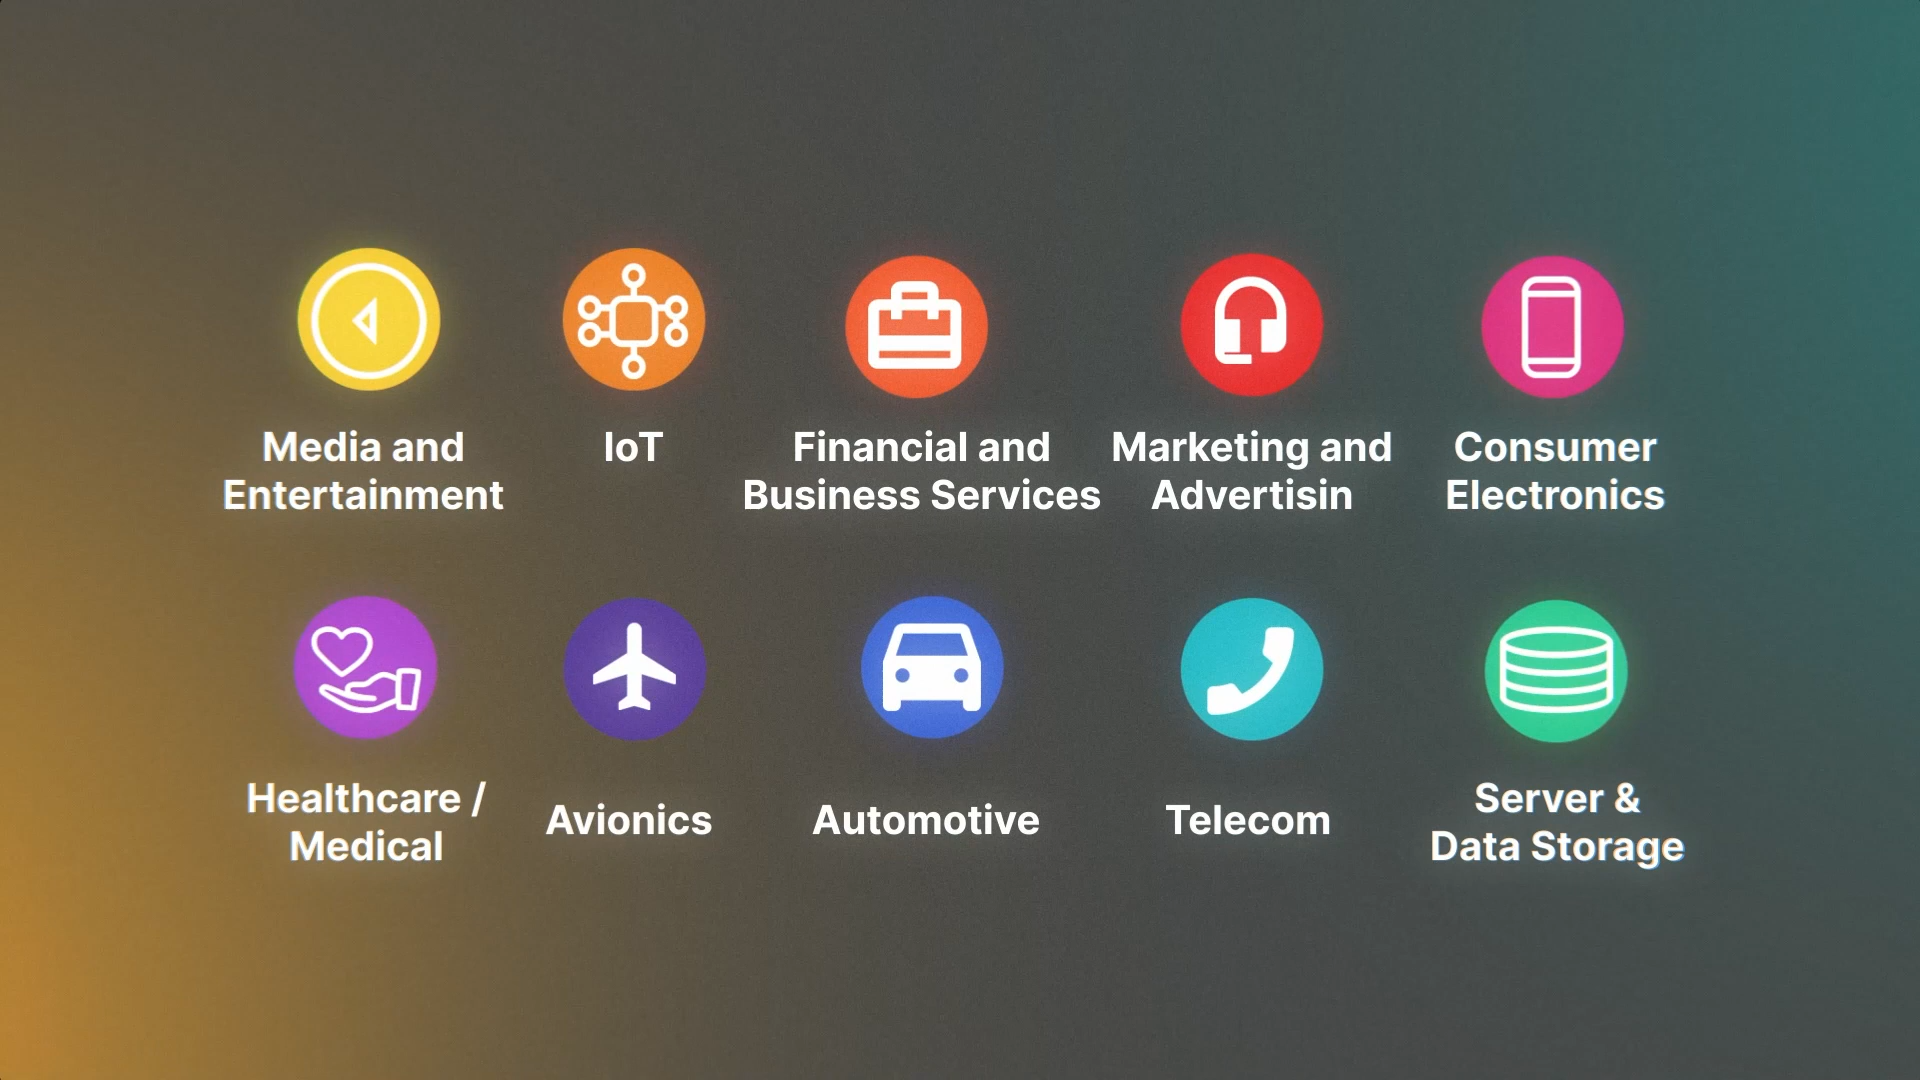 Media and
Entertainment
IoT
Financial and
Business Services
Marketing and
Advertisin
Consumer
Electronics
Healthcare /
Medical
Avionics
Automotive
Telecom
Server &
Data Storage